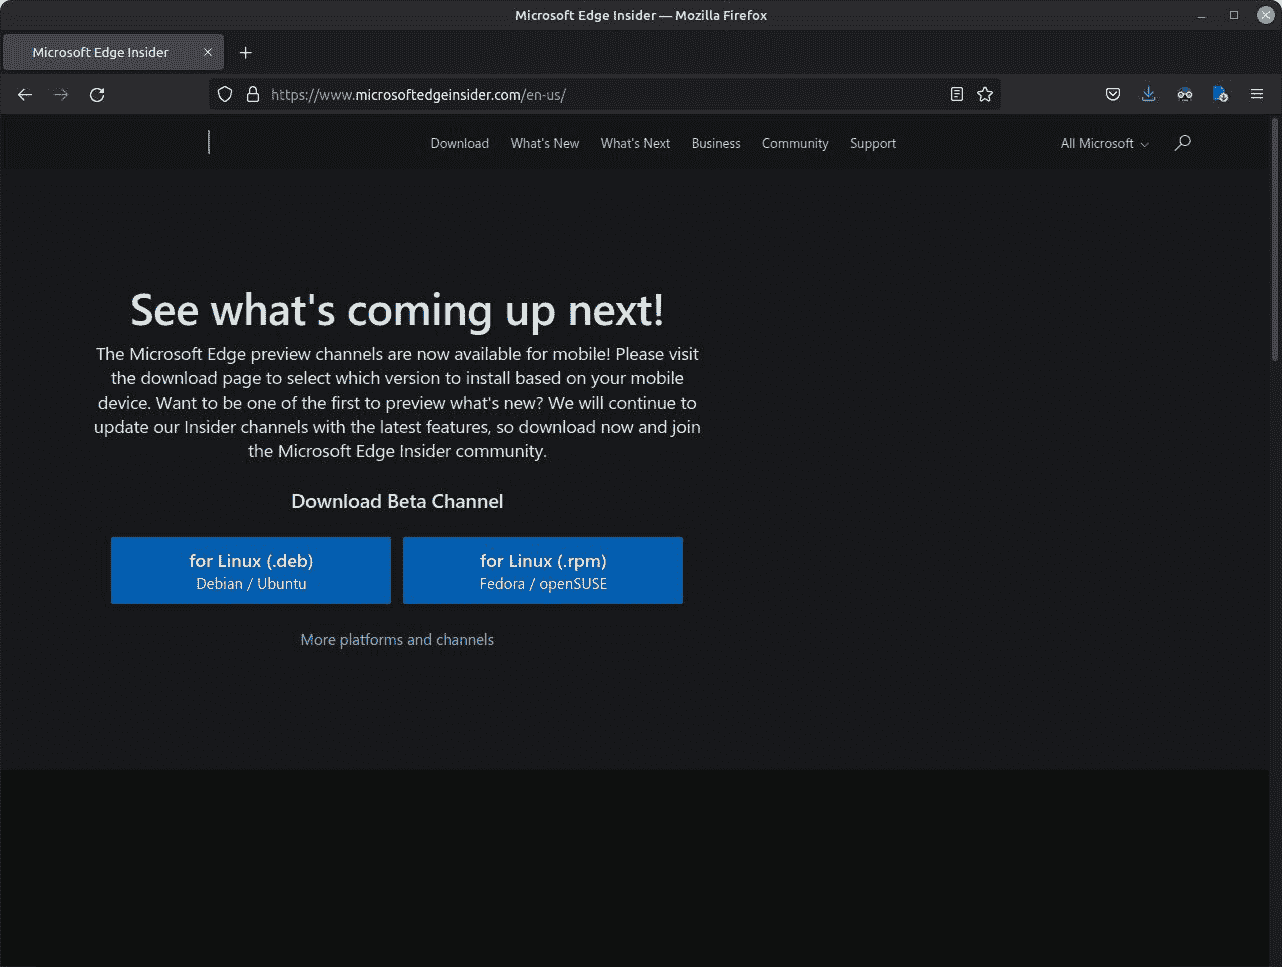 Microsoft Edge Insider — Mozilla Firefox
Microsoft Edge Insider
https://www.microsoftedgeinsider.com/en-us/
Download What's New What's Next Business Community Support All Microsoft
See what's coming up next!
The Microsoft Edge preview channels are now available for mobile! Please visit
the download page to select which version to install based on your mobile
device. Want to be one of the first to preview what's new? We will continue to
update our Insider channels with the latest features, so download now and join
the Microsoft Edge Insider community.
Download Beta Channel
for Linux (.deb)
Debian / Ubuntu
for Linux (.rpm)
Fedora / openSUSE
More platforms and channels